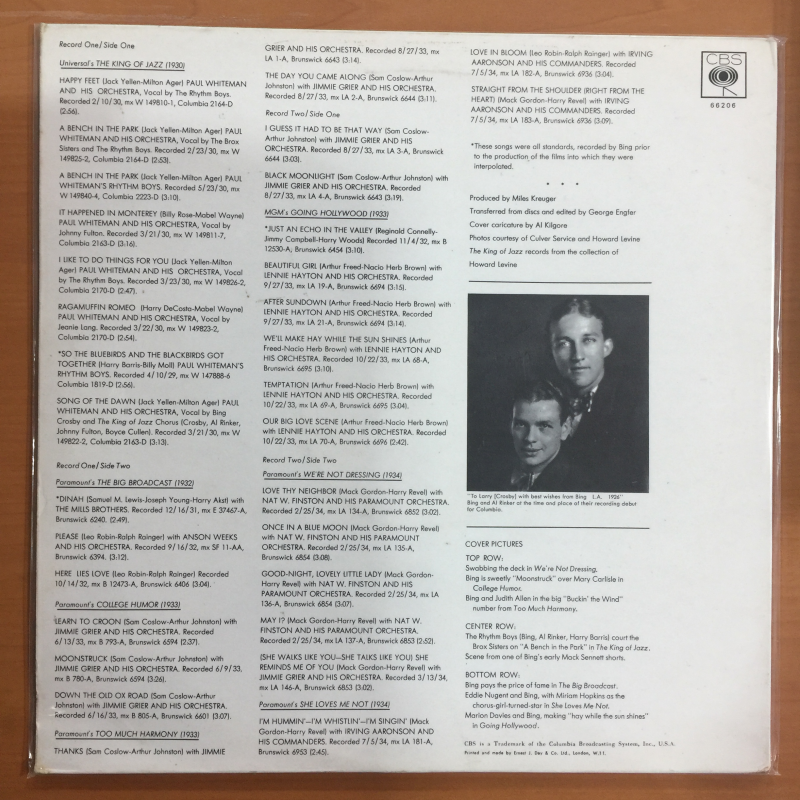 Record One/Side One
Universal's THE KING OF JAZZ (1930)
HAPPY FEET (Jack Yellen-Milton Ager) PAUL WHITEMAN
AND HIS ORCHESTRA, Vocal by The Rhythm Boys.
Recorded 2/10/30, mx W 149810-1, Columbia 2164-D
(2:56).
A BENCH IN THE PARK (Jack Yellen-Milton Ager) PAUL
WHITEMAN AND HIS ORCHESTRA, Vocal by The Brox
Sisters and The Rhythm Boys. Recorded 2/23/30, mx W
149825-2, Columbia 2164-D (2:53).
A BENCH IN THE PARK (Jack Yellen-Milton Ager) PAUL
WHITEMAN'S RHYTHM BOYS. Recorded 5/23/30, mx
W 149840-4, Columbia 2223-D (3:10).
IT HAPPENED IN MONTEREY (Billy Rose-Mabel Wayne)
PAUL WHITEMAN AND HIS ORCHESTRA, Vocal by
Johnny Fulton. Recorded 3/21/30, mx W 149811-7,
Columbia 2163-D (3:16).
I LIKE TO DO THINGS FOR YOU (Jack Yellen-Milton
Ager) PAUL WHITEMAN AND HIS ORCHESTRA, Vocal
by The Rhythm Boys. Recorded 3/23/30, mx W 149826-2,
Columbia 2170-D (2:47).
RAGAMUFFIN ROMEO (Harry DeCosta-Mabel Wayne)
PAUL WHITEMAN AND HIS ORCHESTRA, Vocal by
Jeanie Lang. Recorded 3/22/30, mx W 149823-2,
Columbia 2170-D (2:54).
*SO THE BLUEBIRDS AND THE BLACKBIRDS GOT
TOGETHER (Harry Barris-Billy Moll) PAUL WHITEMAN'S
RHYTHM BOYS. Recorded 4/10/29, mx W 147888-6
Columbia 1819-D (2:56).
SONG OF THE DAWN (Jack Yellen-Milton Ager) PAUL
WHITEMAN AND HIS ORCHESTRA, Vocal by Bing
Crosby and The King of Jazz Chorus (Crosby, Al Rinker,
Johnny Fulton, Boyce Cullen). Recorded 3/21/30, mx W
149822-2, Columbia 2163-D (3:13).
Record One/Side Two
Paramount's THE BIG BROADCAST (1932)
*DINAH (Samuel M. Lewis-Joseph Young-Harry Akst) with
THE MILLS BROTHERS. Recorded 12/16/31, mx E 37467-A,
Brunswick 6240. (2:49).
PLEASE (Leo Robin-Ralph Rainger) with ANSON WEEKS
AND HIS ORCHESTRA. Recorded 9/16/32, mx SF 11-AA,
Brunswick 6394. (3:12).
HERE LIES LOVE (Leo Robin-Ralph Rainger) Recorded
10/14/32, mx B 12473-A, Brunswick 6406 (3:04).
Paramount's COLLEGE HUMOR (1933)
LEARN TO CROON (Sam Coslow-Arthur Johnston) with
JIMMIE GRIER AND HIS ORCHESTRA. Recorded
6/13/33, mx B 793-A, Brunswick 6594 (2:37).
MOONSTRUCK (Sam Coslow-Arthur Johnston) with
JIMMIE GRIER AND HIS ORCHESTRA. Recorded 6/9/33,
mx B 780-A, Brunswick 6594 (3:26).
DOWN THE OLD OX ROAD (Sam Coslow-Arthur
Johnston) with JIMMIE GRIER AND HIS ORCHESTRA.
Recorded 6/16/33, mx B 805-A, Brunswick 6601 (3:07).
Paramount's TOO MUCH HARMONY (1933)
THANKS (Sam Coslow-Arthur Johnston) with JIMMIE
GRIER AND HIS ORCHESTRA. Recorded 8/27/33, mx
LA 1-A, Brunswick 6643 (3:14).
THE DAY YOU CAME ALONG (Sam Coslow-Arthur
Johnston) with JIMMIE GRIER AND HIS ORCHESTRA.
Recorded 8/27/33, mx LA 2-A, Brunswick 6644 (3:11).
Record Two/Side One
I GUESS IT HAD TO BE THAT WAY (Sam Coslow-
Arthur Johnston) with JIMMIE GRIER AND HIS
ORCHESTRA. Recorded 8/27/33, mx LA 3-A, Brunswick
6644 (3:03).
BLACK MOONLIGHT (Sam Coslow-Arthur Johnston) with
JIMMIE GRIER AND HIS ORCHESTRA. Recorded
8/27/33, mx LA 4-A, Brunswick 6643 (3:19).
MGM's GOING HOLLYWOOD (1933)
*JUST AN ECHO IN THE VALLEY (Reginald Connelly-
Jimmy Campbell-Harry Woods) Recorded 11/4/32, mx B
12530-A; Brunswick 6454 (3:10).
BEAUTIFUL GIRL (Arthur Freed-Nacio Herb Brown) with
LENNIE HAYTON AND HIS ORCHESTRA. Recorded
9/27/33, mx LA 19-A, Brunswick 6694 (3:15).
AFTER SUNDOWN (Arthur Freed-Nacio Herb Brown) with
LENNIE HAYTON AND HIS ORCHESTRA. Recorded
9/27/33, mx LA 21-A, Brunswick 6694 (3:14).
WE'LL MAKE HAY WHILE THE SUN SHINES (Arthur
Freed-Nacio Herb Brown) with LENNIE HAYTON AND
HIS ORCHESTRA. Recorded 10/22/33, mx LA 68-A,
Brunswick 6695 (3:10).
TEMPTATION (Arthur Freed-Nacio Herb Brown) with
LENNIE HAYTON AND HIS ORCHESTRA. Recorded
10/22/33, mx LA 69-A, Brunswick 6695 (3:04).
OUR BIG LOVE SCENE (Arthur Freed-Nacio Herb Brown)
with LENNIE HAYTON AND HIS ORCHESTRA. Recorded
10/22/33, mx LA 70-A, Brunswick 6696 (2:42).
Record Two/Side Two
Paramount's WE'RE NOT DRESSING (1934)
LOVE THY NEIGHBOR (Mack Gordon-Harry Revel) with
NAT W. FINSTON AND HIS PARAMOUNT ORCHESTRA.
Recorded 2/25/34, mx LA 134-A, Brunswick 6852 (3:02).
ONCE IN A BLUE MOON (Mack Gordon-Harry Revel)
with NAT W. FINSTON AND HIS PARAMOUNT
ORCHESTRA. Recorded 2/25/34, mx LA 135-A,
Brunswick 6854 (3:08).
GOOD-NIGHT, LOVELY LITTLE LADY (Mack Gordon-
Harry Revel) with NAT W. FINSTON AND HIS
PARAMOUNT ORCHESTRA. Recorded 2/25/34, mx LA
136-A, Brunswick 6854 (3:07).
MAY I? (Mack Gordon-Harry Revel) with NAT W.
FINSTON AND HIS PARAMOUNT ORCHESTRA.
Recorded 2/25/34, mx LA 137-A, Brunswick 6853 (2:52).
(SHE WALKS LIKE YOU—SHE TALKS LIKE YOU) SHE
REMINDS ME OF YOU (Mack Gordon-Harry Revel) with
JIMMIE GRIER AND HIS ORCHESTRA. Recorded 3/13/34,
mx LA 146-A, Brunswick 6853 (3.02).
Paramount's SHE LOVES ME NOT (1934)
I'M HUMMIN'—I'M WHISTLIN'—I'M SINGIN' (Mack
Gordon-Harry Revel) with IRVING AARONSON AND
HIS COMMANDERS. Recorded 7/5/34, mx LA 181-A,
Brunswick 6953 (2:45).
LOVE IN BLOOM (Leo Robin-Ralph Rainger) with IRVING
AARONSON AND HIS COMMANDERS. Recorded
7/5/34, mx LA 182-A, Brunswick 6936 (3:04).
STRAIGHT FROM THE SHOULDER (RIGHT FROM THE
HEART) (Mack Gordon-Harry Revel) with IRVING
AARONSON AND HIS COMMANDERS. Recorded
7/5/34, mx LA 183-A, Brunswick 6936 (3:09).
*These songs were all standards, recorded by Bing prior
to the production of the films into which they were
interpolated.
• • •
Produced by Miles Kreuger
Transferred from discs and edited by George Engfer
Cover caricature by Al Kilgore
Photos courtesy of Culver Service and Howard Levine
The King of Jazz records from the collection of
Howard Levine
CBS
66206
"To Larry [Crosby] with best wishes from Bing L.A. 1926"
Bing and Al Rinker at the time and place of their recording debut
for Columbia.
COVER PICTURES
TOP ROW:
Swabbing the deck in We're Not Dressing,
Bing is sweetly "Moonstruck" over Mary Carlisle in
College Humor.
Bing and Judith Allen in the big "Buckin' the Wind"
number from Too Much Harmony.
CENTER ROW:
The Rhythm Boys (Bing, Al Rinker, Harry Barris) court the
Brox Sisters on "A Bench in the Park" in The King of Jazz.
Scene from one of Bing's early Mack Sennett shorts.
BOTTOM ROW:
Bing pays the price of fame in The Big Broadcast.
Eddie Nugent and Bing, with Miriam Hopkins as the
chorus-girl-turned-star in She Loves Me Not.
Marion Davies and Bing, making "hay while the sun shines"
in Going Hollywood.
CBS is a Trademark of the Columbia Broadcasting System, Inc., U.S.A.
Printed and made by Ernest J. Day & Co. Ltd., London, W.1.